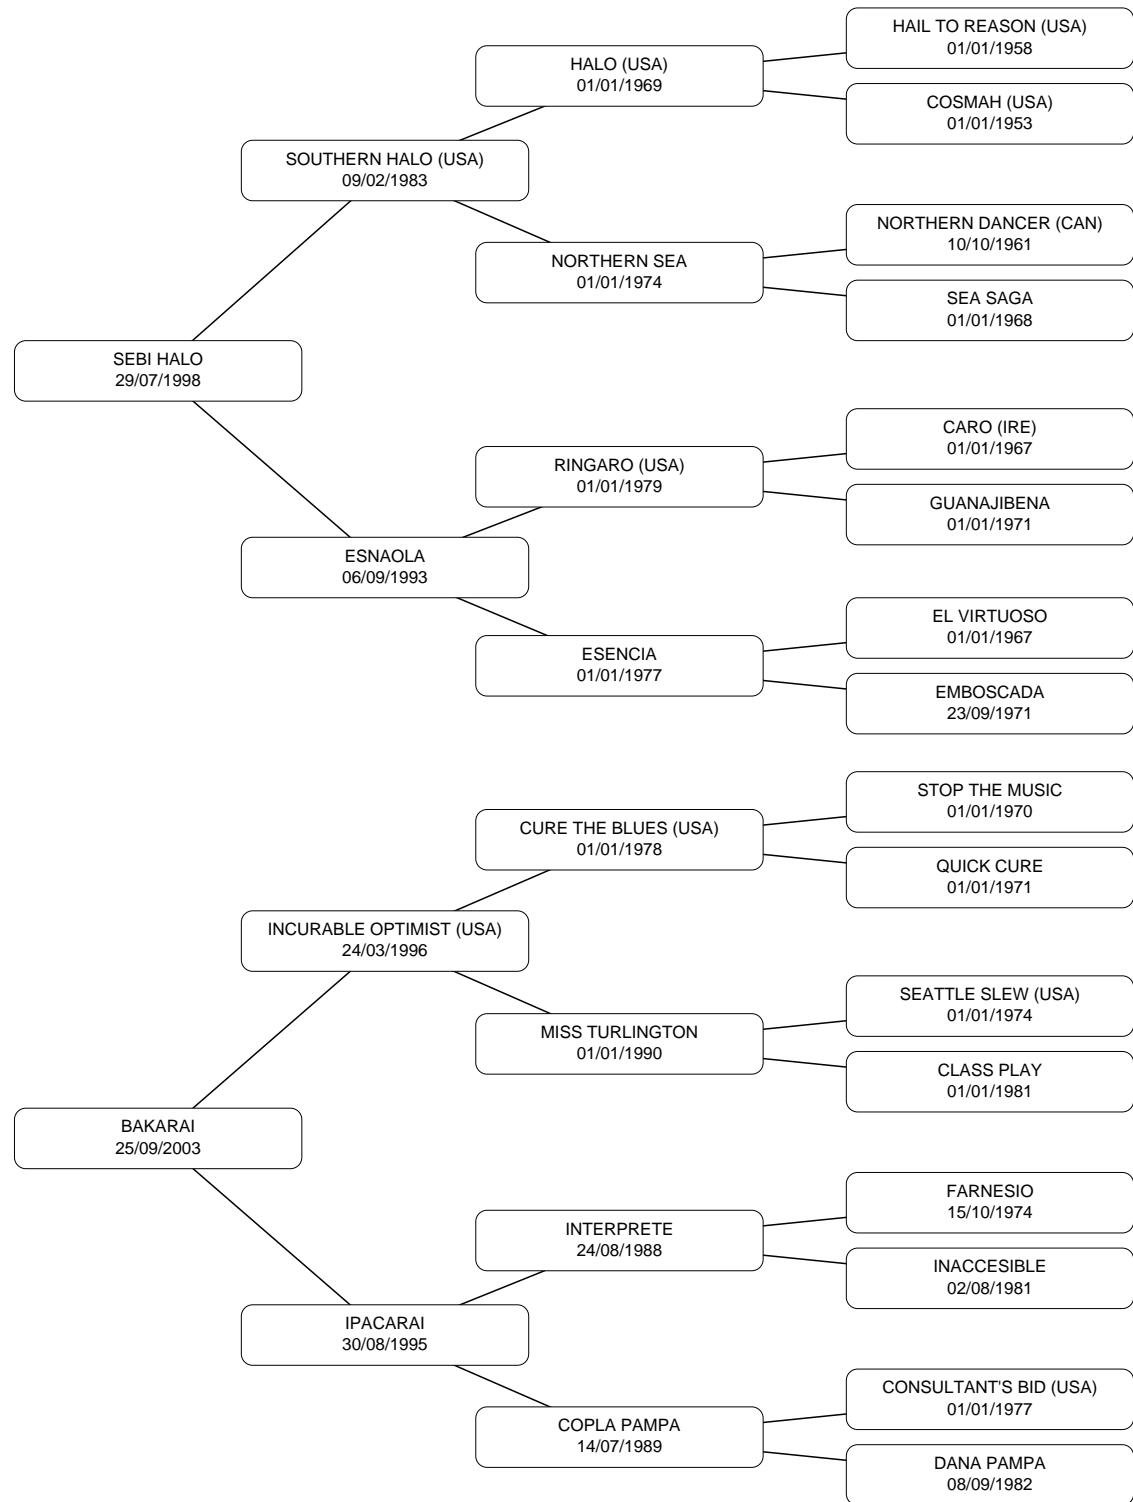 HAIL TO REASON (USA)
01/01/1958
HALO (USA)
01/01/1969
COSMAH (USA)
01/01/1953
SOUTHERN HALO (USA)
09/02/1983
NORTHERN DANCER (CAN)
10/10/1961
NORTHERN SEA
01/01/1974
SEA SAGA
01/01/1968
SEBI HALO
29/07/1998
CARO (IRE)
01/01/1967
RINGARO (USA)
01/01/1979
GUANAJIBENA
01/01/1971
ESNAOLA
06/09/1993
EL VIRTUOSO
01/01/1967
ESENCIA
01/01/1977
EMBOSCADA
23/09/1971
STOP THE MUSIC
01/01/1970
CURE THE BLUES (USA)
01/01/1978
QUICK CURE
01/01/1971
INCURABLE OPTIMIST (USA)
24/03/1996
SEATTLE SLEW (USA)
01/01/1974
MISS TURLINGTON
01/01/1990
CLASS PLAY
01/01/1981
BAKARAI
25/09/2003
FARNESIO
15/10/1974
INTERPRETE
24/08/1988
INACCESIBLE
02/08/1981
IPACARAI
30/08/1995
CONSULTANT'S BID (USA)
01/01/1977
COPLA PAMPA
14/07/1989
DANA PAMPA
08/09/1982